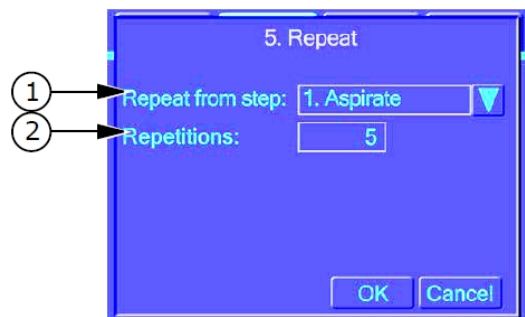 5. Repeat
1 Repeat from step: 1. Aspirate
2 Repetitions: 5
OK Cancel